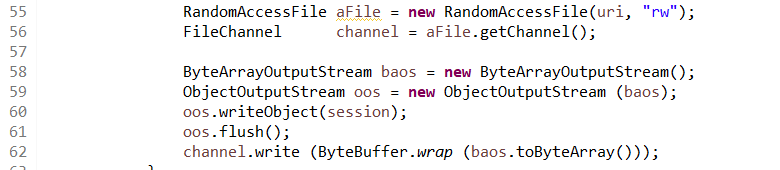 55 RandomAccessFile aFile = new RandomAccessFile(uri, "rw");
56 FileChannel channel = aFile.getChannel();
57
58 ByteArrayOutputStream baos = new ByteArrayOutputStream();
59 ObjectOutputStream oos = new ObjectOutputStream (baos);
60 oos.writeObject(session);
61 oos.flush();
62 channel.write (ByteBuffer.wrap (baos.toByteArray()));